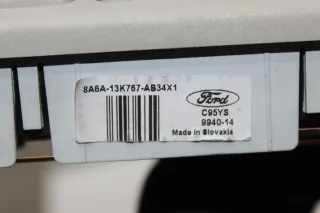 8A6A-13K767-AB34X1
Ford
C95YS
9940-14
Made in Slovakia